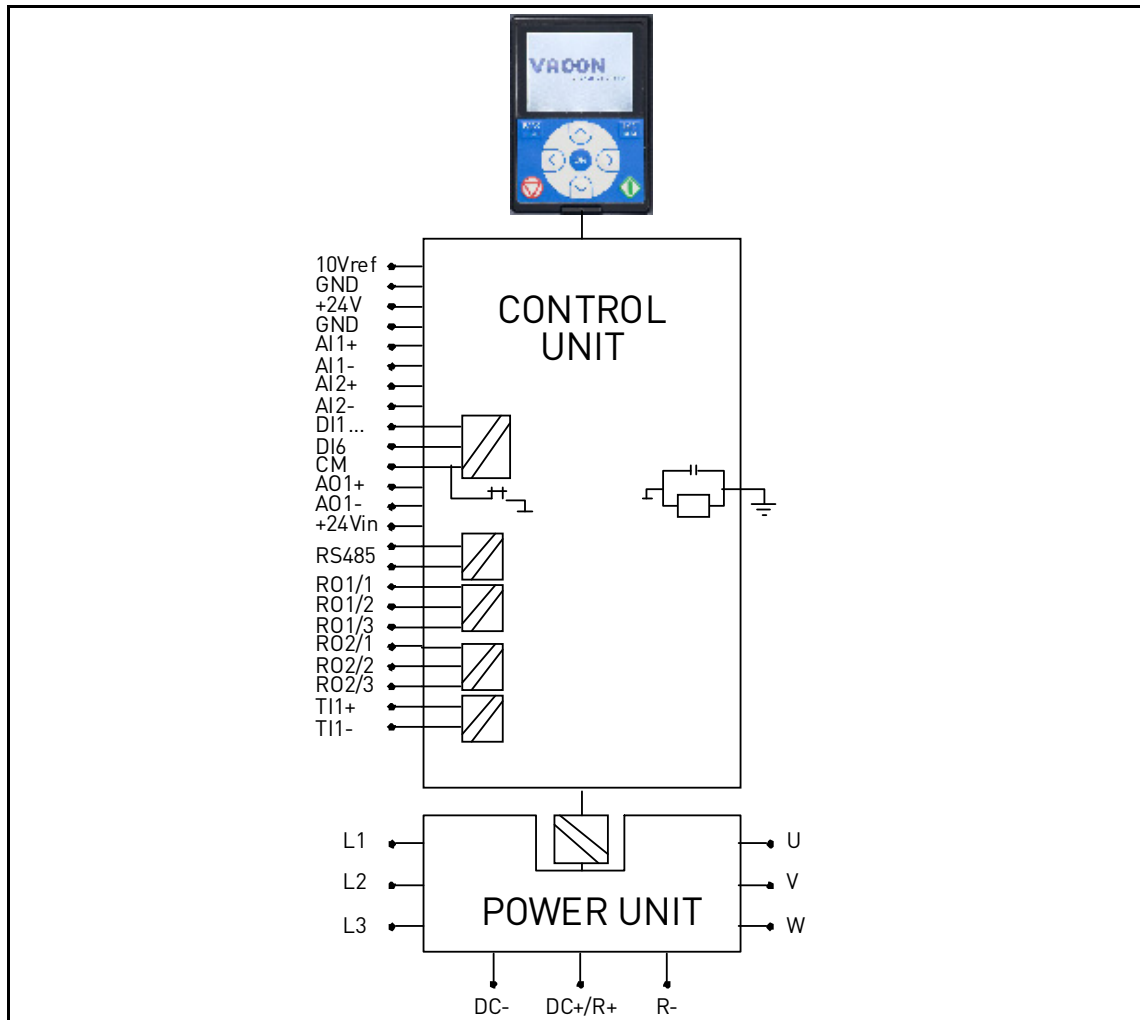 VACON
CONTROL
UNIT
10Vref
GND
+24V
GND
AI1+
AI1-
AI2+
AI2-
DI1...
DI6
CM
AO1+
AO1-
+24Vin
RS485
RO1/1
RO1/2
RO1/3
RO2/1
RO2/2
RO2/3
TI1+
TI1-
L1
L2
L3
POWER UNIT
U
V
W
DC-
DC+/R+
R-